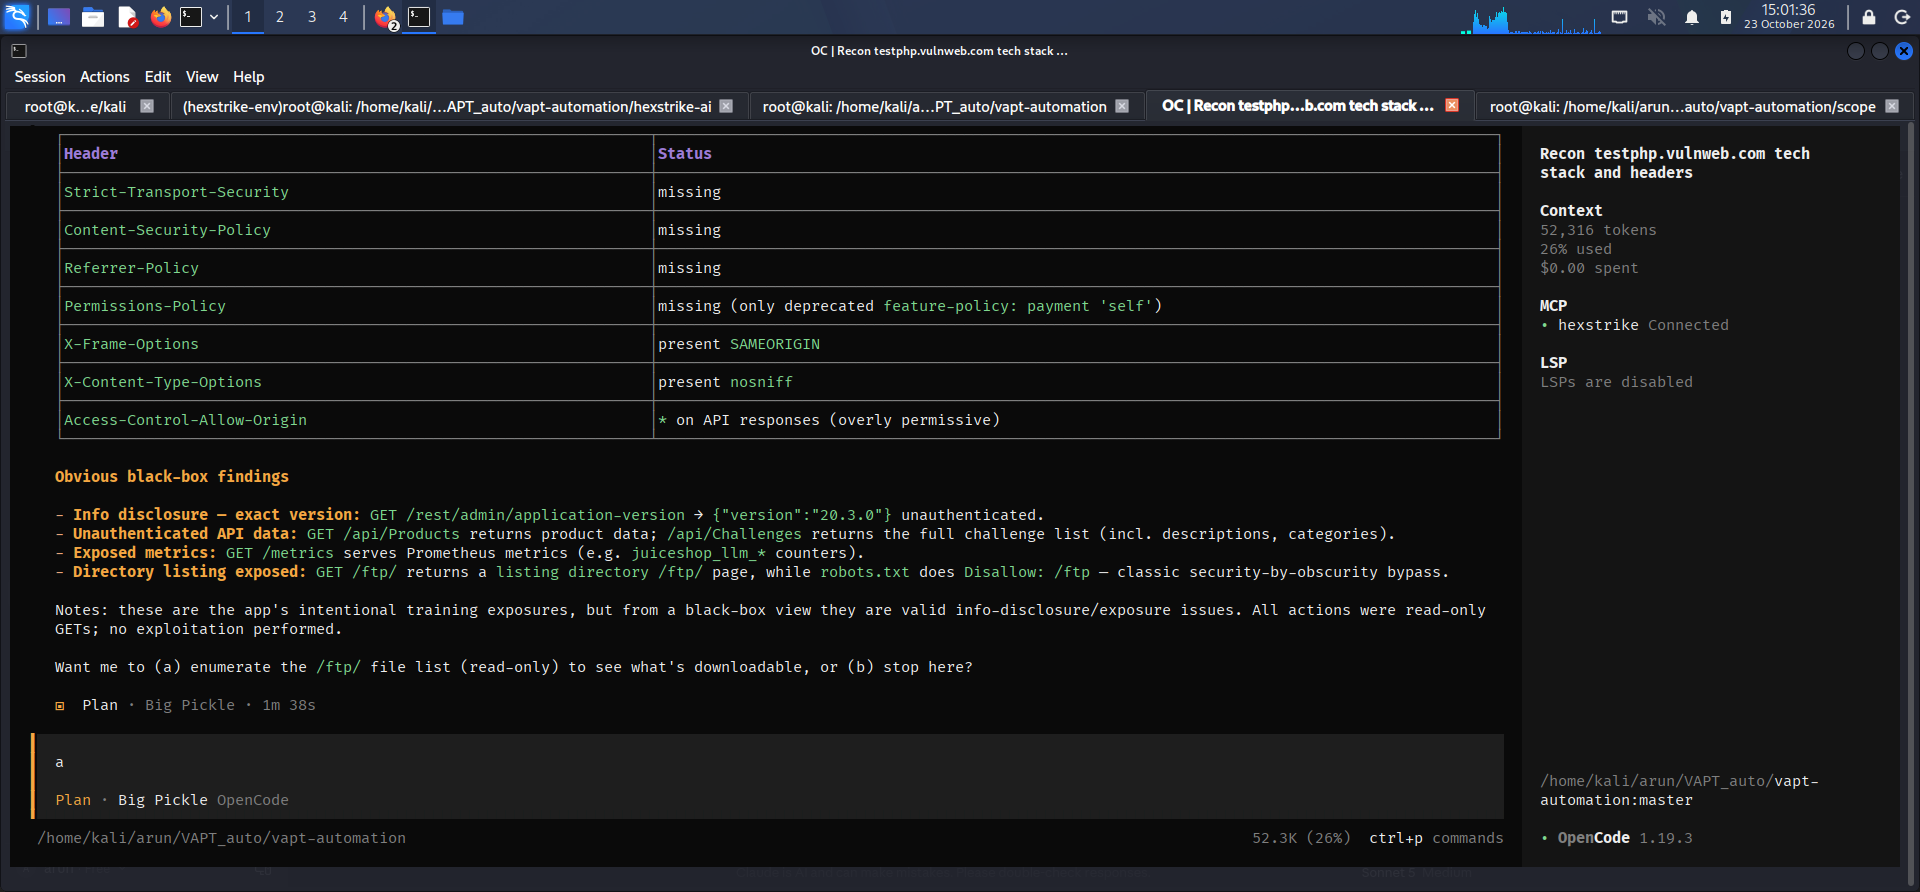 1 2 3 4
2
15:01:36
23 October 2026
OC | Recon testphp.vulnweb.com tech stack ...
Session Actions Edit View Help
root@k...e/kali
(hexstrike-env)root@kali: /home/kali/...APT_auto/vapt-automation/hexstrike-ai
root@kali: /home/kali/a...PT_auto/vapt-automation
OC | Recon testphp...b.com tech stack ...
root@kali: /home/kali/arun...auto/vapt-automation/scope
Header Status
Strict-Transport-Security missing
Content-Security-Policy missing
Referrer-Policy missing
Permissions-Policy missing (only deprecated feature-policy: payment 'self')
X-Frame-Options present SAMEORIGIN
X-Content-Type-Options present nosniff
Access-Control-Allow-Origin * on API responses (overly permissive)
Obvious black-box findings
- Info disclosure — exact version: GET /rest/admin/application-version → {"version":"20.3.0"} unauthenticated.
- Unauthenticated API data: GET /api/Products returns product data; /api/Challenges returns the full challenge list (incl. descriptions, categories).
- Exposed metrics: GET /metrics serves Prometheus metrics (e.g. juiceshop_llm_* counters).
- Directory listing exposed: GET /ftp/ returns a listing directory /ftp/ page, while robots.txt does Disallow: /ftp — classic security-by-obscurity bypass.
Notes: these are the app's intentional training exposures, but from a black-box view they are valid info-disclosure/exposure issues. All actions were read-only
GETs; no exploitation performed.
Want me to (a) enumerate the /ftp/ file list (read-only) to see what's downloadable, or (b) stop here?
Plan · Big Pickle · 1m 38s
a
Plan · Big Pickle OpenCode
/home/kali/arun/VAPT_auto/vapt-automation 52.3K (26%) ctrl+p commands
Recon testphp.vulnweb.com tech
stack and headers
Context
52,316 tokens
26% used
$0.00 spent
MCP
• hexstrike Connected
LSP
LSPs are disabled
/home/kali/arun/VAPT_auto/vapt-
automation:master
• OpenCode 1.19.3